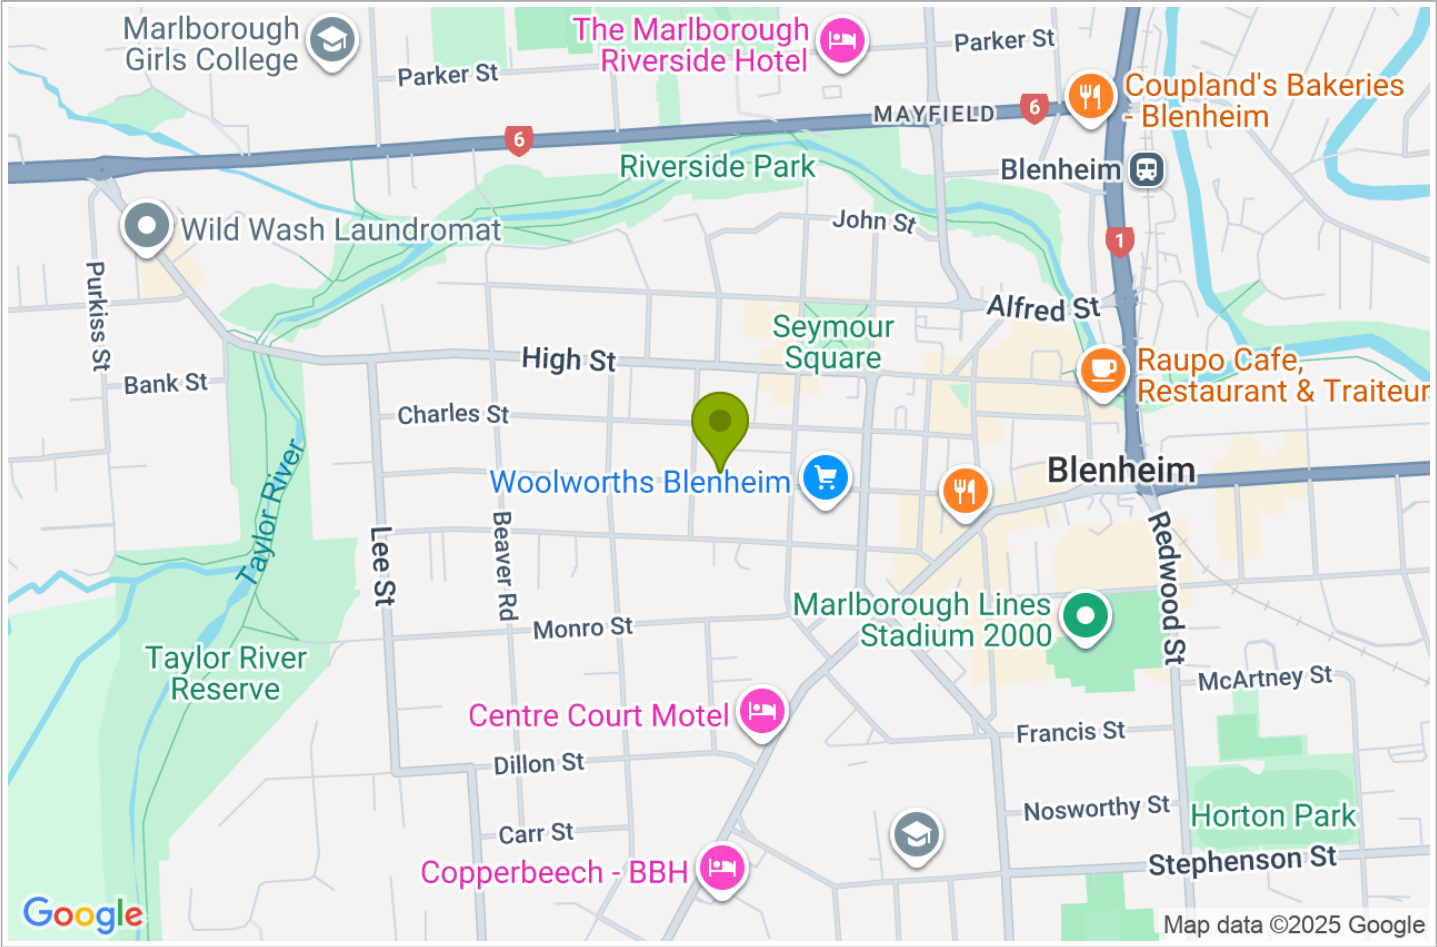 Marlborough
Girls College
The Marlborough
Riverside Hotel
Parker St
Parker St
Coupland's Bakeries
- Blenheim
MAYFIELD
6
6
Riverside Park
Blenheim
Wild Wash Laundromat
John St
1
Purkiss St
Alfred St
Seymour
Square
High St
Bank St
Raupo Cafe,
Restaurant & Traiteur
Charles St
Taylor River
Woolworths Blenheim
Blenheim
Lee St
Beaver Rd
Redwood St
Marlborough Lines
Stadium 2000
Monro St
Taylor River
Reserve
McArtney St
Centre Court Motel
Francis St
Dillon St
Nosworthy St
Horton Park
Carr St
Stephenson St
Copperbeech - BBH
Google
Map data ©2025 Google